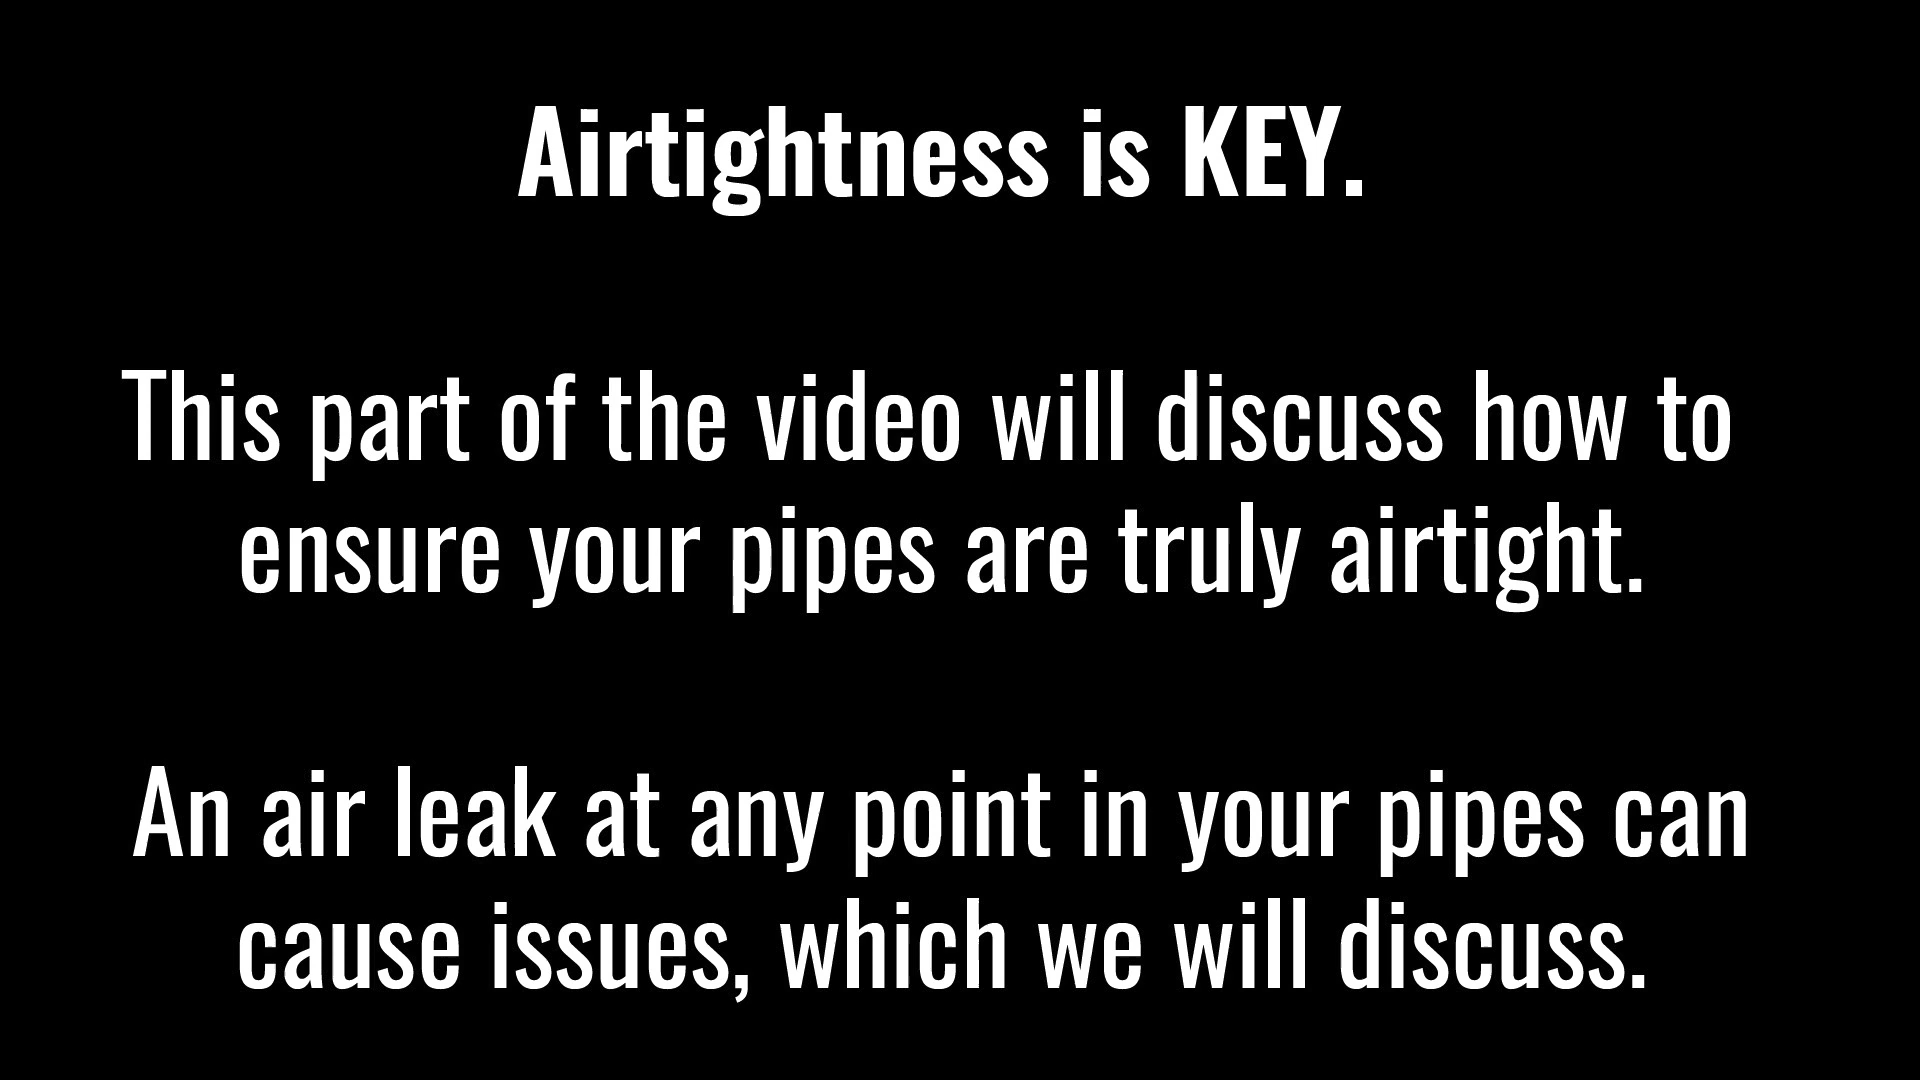 Airtightness is KEY.
This part of the video will discuss how to
ensure your pipes are truly airtight.
An air leak at any point in your pipes can
cause issues, which we will discuss.